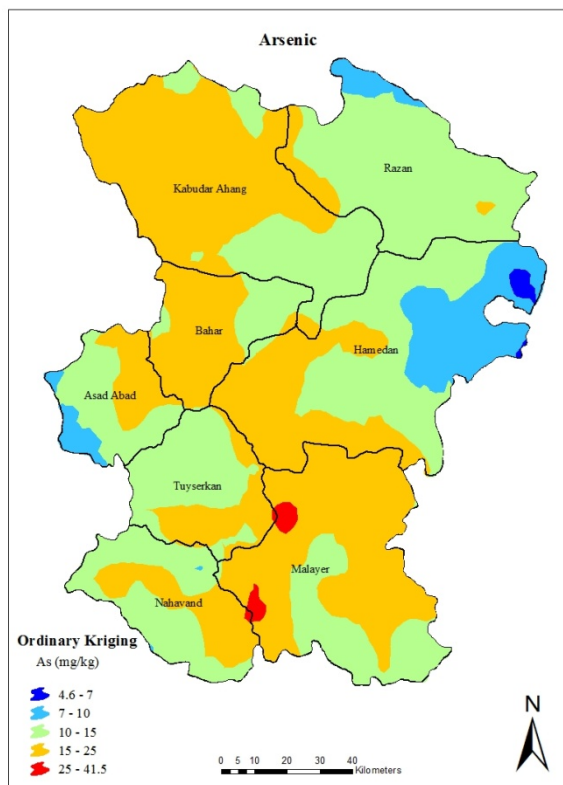 Arsenic
Razan
Kabudar Ahang
Bahar
Hamedan
Asad Abad
Tuyserkan
Malayer
Nahavand
Ordinary Kriging
As (mg/kg)
4.6 - 7
7 - 10
10 - 15
15 - 25
25 - 41.5
N
0 5 10 20 30 40
Kilometers